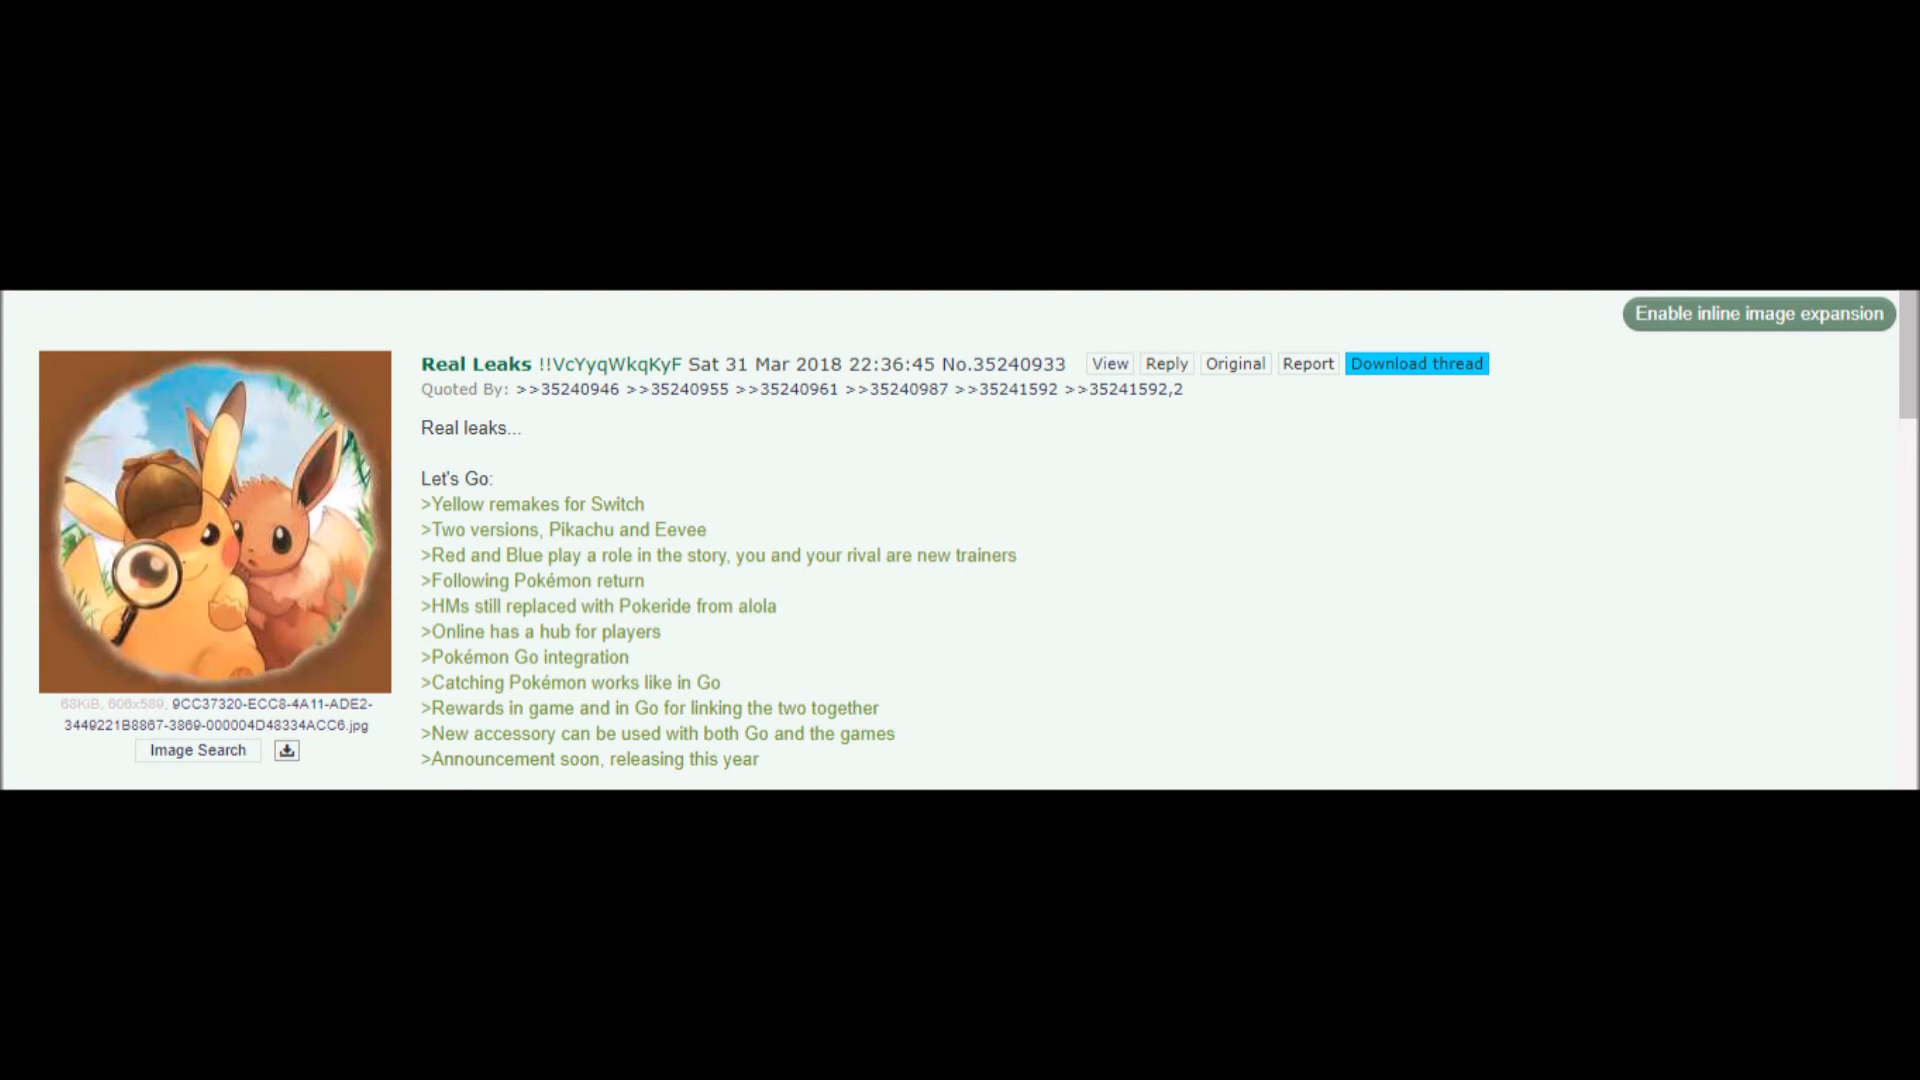 Enable inline image expansion
Real Leaks !!VcYyqWkqKyF Sat 31 Mar 2018 22:36:45 No.35240933 View Reply Original Report Download thread
Quoted By: >>35240946 >>35240955 >>35240961 >>35240987 >>35241592 >>35241592,2
Real leaks...
Let's Go:
>Yellow remakes for Switch
>Two versions, Pikachu and Eevee
>Red and Blue play a role in the story, you and your rival are new trainers
>Following Pokémon return
>HMs still replaced with Pokeride from alola
>Online has a hub for players
>Pokémon Go integration
>Catching Pokémon works like in Go
>Rewards in game and in Go for linking the two together
>New accessory can be used with both Go and the games
>Announcement soon, releasing this year
68KiB, 606x589, 9CC37320-ECC8-4A11-ADE2-
3449221B8867-3869-000004D48334ACC6.jpg
Image Search